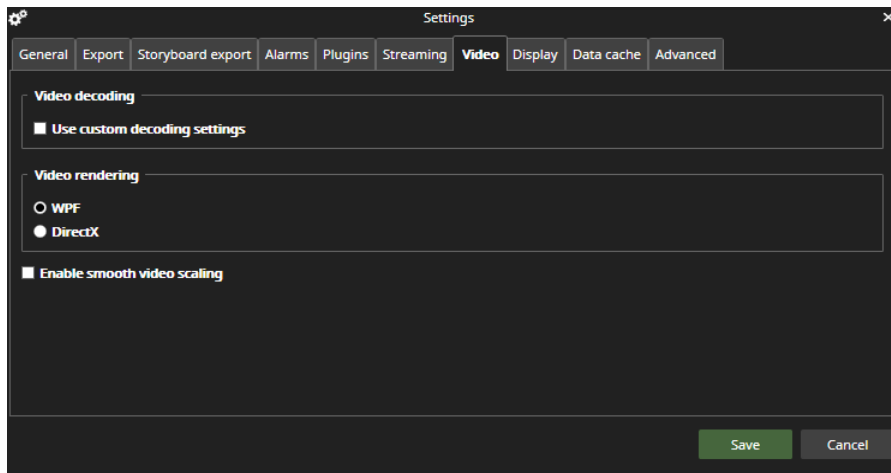 Settings
General Export Storyboard export Alarms Plugins Streaming Video Display Data cache Advanced
Video decoding
Use custom decoding settings
Video rendering
WPF
DirectX
Enable smooth video scaling
Save Cancel